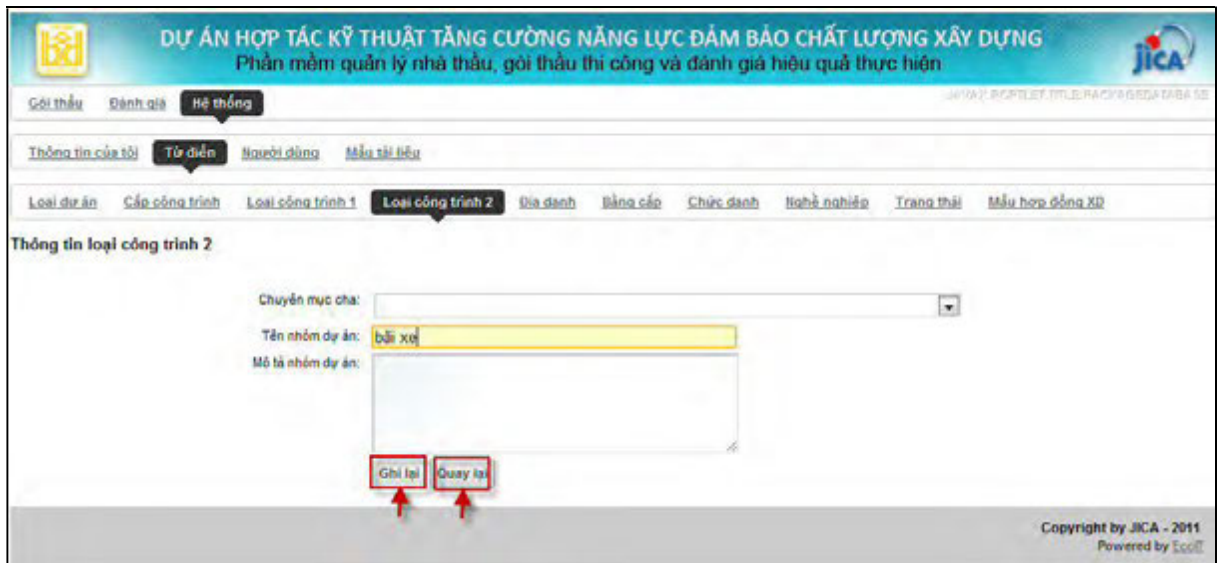 DỰ ÁN HỢP TÁC KỸ THUẬT TĂNG CƯỜNG NĂNG LỰC ĐẢM BẢO CHẤT LƯỢNG XÂY DỰNG
Phần mềm quản lý nhà thầu, gói thầu thi công và đánh giá hiệu quả thực hiện
JICA
Gói thầu Đánh giá Hệ thống
Thông tin của tôi Từ điển Người dùng Mẫu tài liệu
Loại dự án Cấp công trình Loại công trình 1 Loại công trình 2 Địa danh Bằng cấp Chức danh Nghề nghiệp Trạng thái Mẫu hợp đồng XD
Thông tin loại công trình 2
Chuyên mục cha:
Tên nhóm dự án: bãi xe
Mô tả nhóm dự án:
Ghi lại Quay lại
Copyright by JICA - 2011
Powered by EcoIT